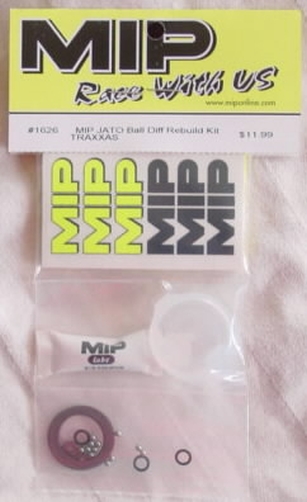 MIP
Race With US
www.miponline.com
#1626 MIP JATO Ball Diff Rebuild Kit $11.99
TRAXXAS
MIP MIP MIP MIP MIP MIP
MIP
Lube